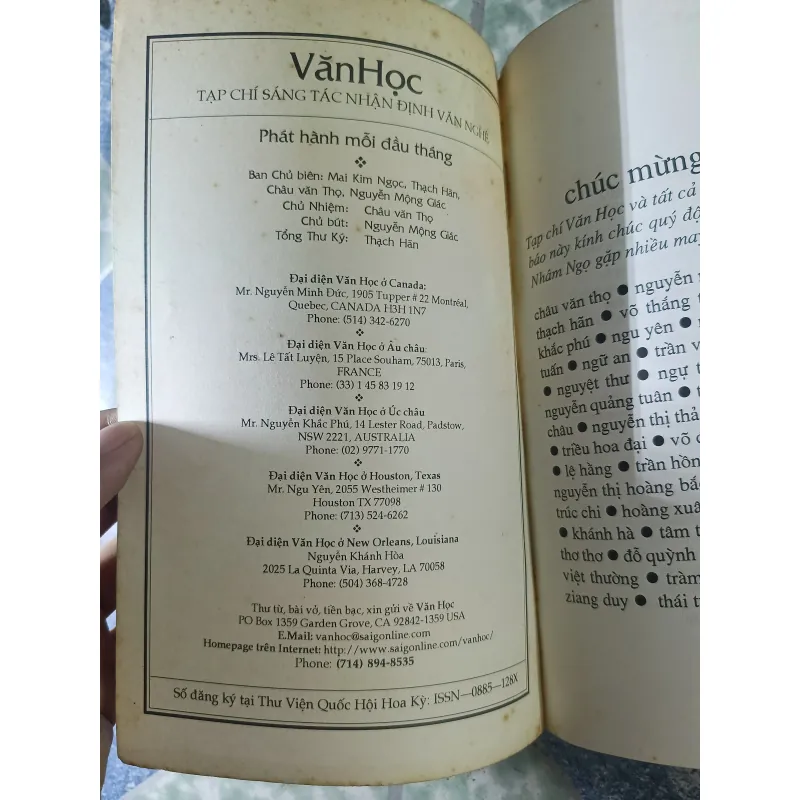 VănHọc
TẠP CHÍ SÁNG TÁC NHẬN ĐỊNH VĂN NGHỆ
Phát hành mỗi đầu tháng
Ban Chủ biên: Mai Kim Ngọc, Thạch Hãn,
Châu văn Thọ, Nguyễn Mộng Giác
Chủ Nhiệm: Châu văn Thọ
Chủ bút: Nguyễn Mộng Giác
Tổng Thư Ký: Thạch Hãn
Đại diện Văn Học ở Canada:
Mr. Nguyễn Minh Đức, 1905 Tupper # 22 Montréal,
Quebec, CANADA H3H 1N7
Phone: (514) 342-6270
Đại diện Văn Học ở Âu châu
Mrs. Lê Tất Luyện, 15 Place Souham, 75013, Paris,
FRANCE
Phone: (33) 1 45 83 19 12
Đại diện Văn Học ở Úc châu
Mr. Nguyễn Khắc Phú, 14 Lester Road, Padstow,
NSW 2221, AUSTRALIA
Phone: (02) 9771-1770
Đại diện Văn Học ở Houston, Texas
Mr. Ngu Yên, 2055 Westheimer # 130
Houston TX 77098
Phone: (713) 524-6262
Đại diện Văn Học ở New Orleans, Louisiana
Nguyễn Khánh Hòa
2025 La Quinta Via, Harvey, LA 70058
Phone: (504) 368-4728
Thư từ, bài vở, tiền bạc, xin gửi về Văn Học
PO Box 1359 Garden Grove, CA 92842-1359 USA
E.Mail: vanhoc@saigonline.com
Homepage trên Internet: http://www.saigonline.com/vanhoc/
Phone: (714) 894-8535
Số đăng ký tại Thư Viện Quốc Hội Hoa Kỳ: ISSN—0885—128X
chúc mừng
Tạp chí Văn Học và tất cả
báo này kính chúc quý độ
Nhâm Ngọ gặp nhiều may
châu văn thọ ● nguyễn
thạch hãn ● võ thắng
khắc phú ● ngu yên ●
tuấn ● ngữ an ● trần v
● nguyệt thư ● ngự t
nguyễn quảng tuân ●
châu ● nguyễn thị thả
● triều hoa đại ● võ
● lệ hằng ● trần hồn
nguyễn thị hoàng bắ
trúc chi ● hoàng xuâ
● khánh hà ● tâm t
thơ thơ ● đỗ quỳnh
việt thường ● tràm
ziang duy ● thái t